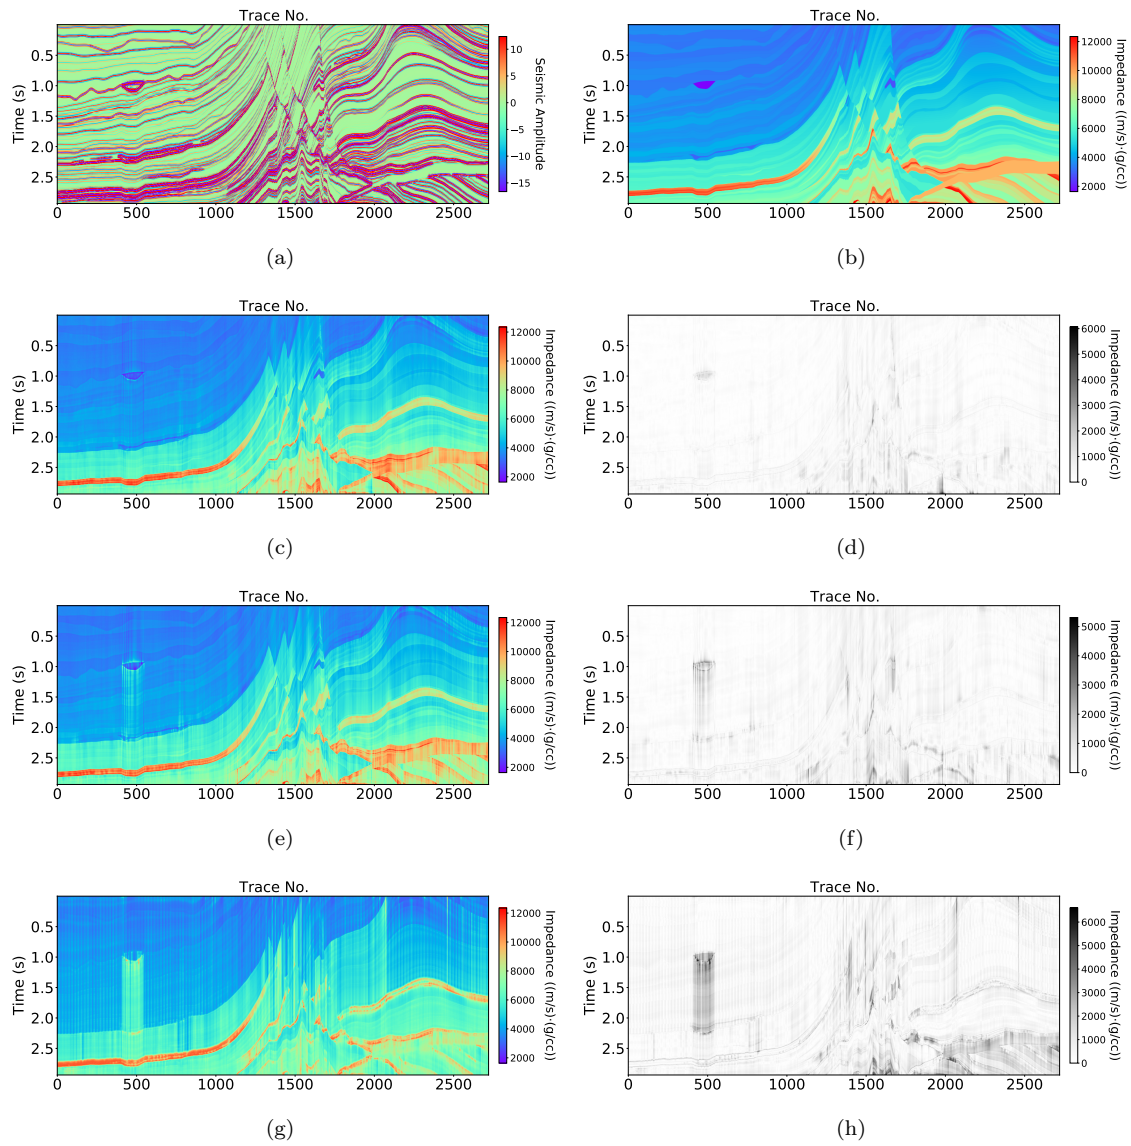 Trace No.
Time (s)
0.5
1.0
1.5
2.0
2.5
0 500 1000 1500 2000 2500
10
5
0
−5
−10
−15
Seismic Amplitude
(a)
Trace No.
Time (s)
0.5
1.0
1.5
2.0
2.5
0 500 1000 1500 2000 2500
12000
10000
8000
6000
4000
2000
Impedance ((m/s)·(g/cc))
(b)
Trace No.
Time (s)
0.5
1.0
1.5
2.0
2.5
0 500 1000 1500 2000 2500
12000
10000
8000
6000
4000
2000
Impedance ((m/s)·(g/cc))
(c)
Trace No.
Time (s)
0.5
1.0
1.5
2.0
2.5
0 500 1000 1500 2000 2500
6000
5000
4000
3000
2000
1000
0
Impedance ((m/s)·(g/cc))
(d)
Trace No.
Time (s)
0.5
1.0
1.5
2.0
2.5
0 500 1000 1500 2000 2500
12000
10000
8000
6000
4000
2000
Impedance ((m/s)·(g/cc))
(e)
Trace No.
Time (s)
0.5
1.0
1.5
2.0
2.5
0 500 1000 1500 2000 2500
5000
4000
3000
2000
1000
0
Impedance ((m/s)·(g/cc))
(f)
Trace No.
Time (s)
0.5
1.0
1.5
2.0
2.5
0 500 1000 1500 2000 2500
12000
10000
8000
6000
4000
2000
Impedance ((m/s)·(g/cc))
(g)
Trace No.
Time (s)
0.5
1.0
1.5
2.0
2.5
0 500 1000 1500 2000 2500
6000
5000
4000
3000
2000
1000
0
Impedance ((m/s)·(g/cc))
(h)